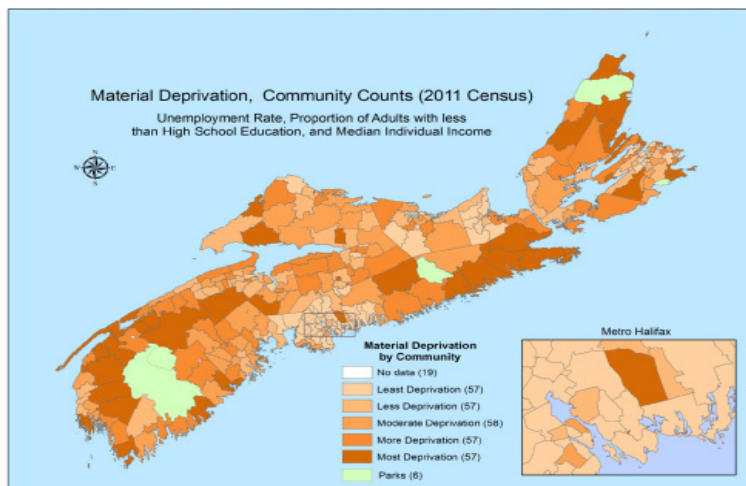 Material Deprivation, Community Counts (2011 Census)
Unemployment Rate, Proportion of Adults with less
than High School Education, and Median Individual Income
N
W
E
S
Metro Halifax
Material Deprivation
by Community
No data (19)
Least Deprivation (57)
Less Deprivation (57)
Moderate Deprivation (58)
More Deprivation (57)
Most Deprivation (57)
Parks (6)